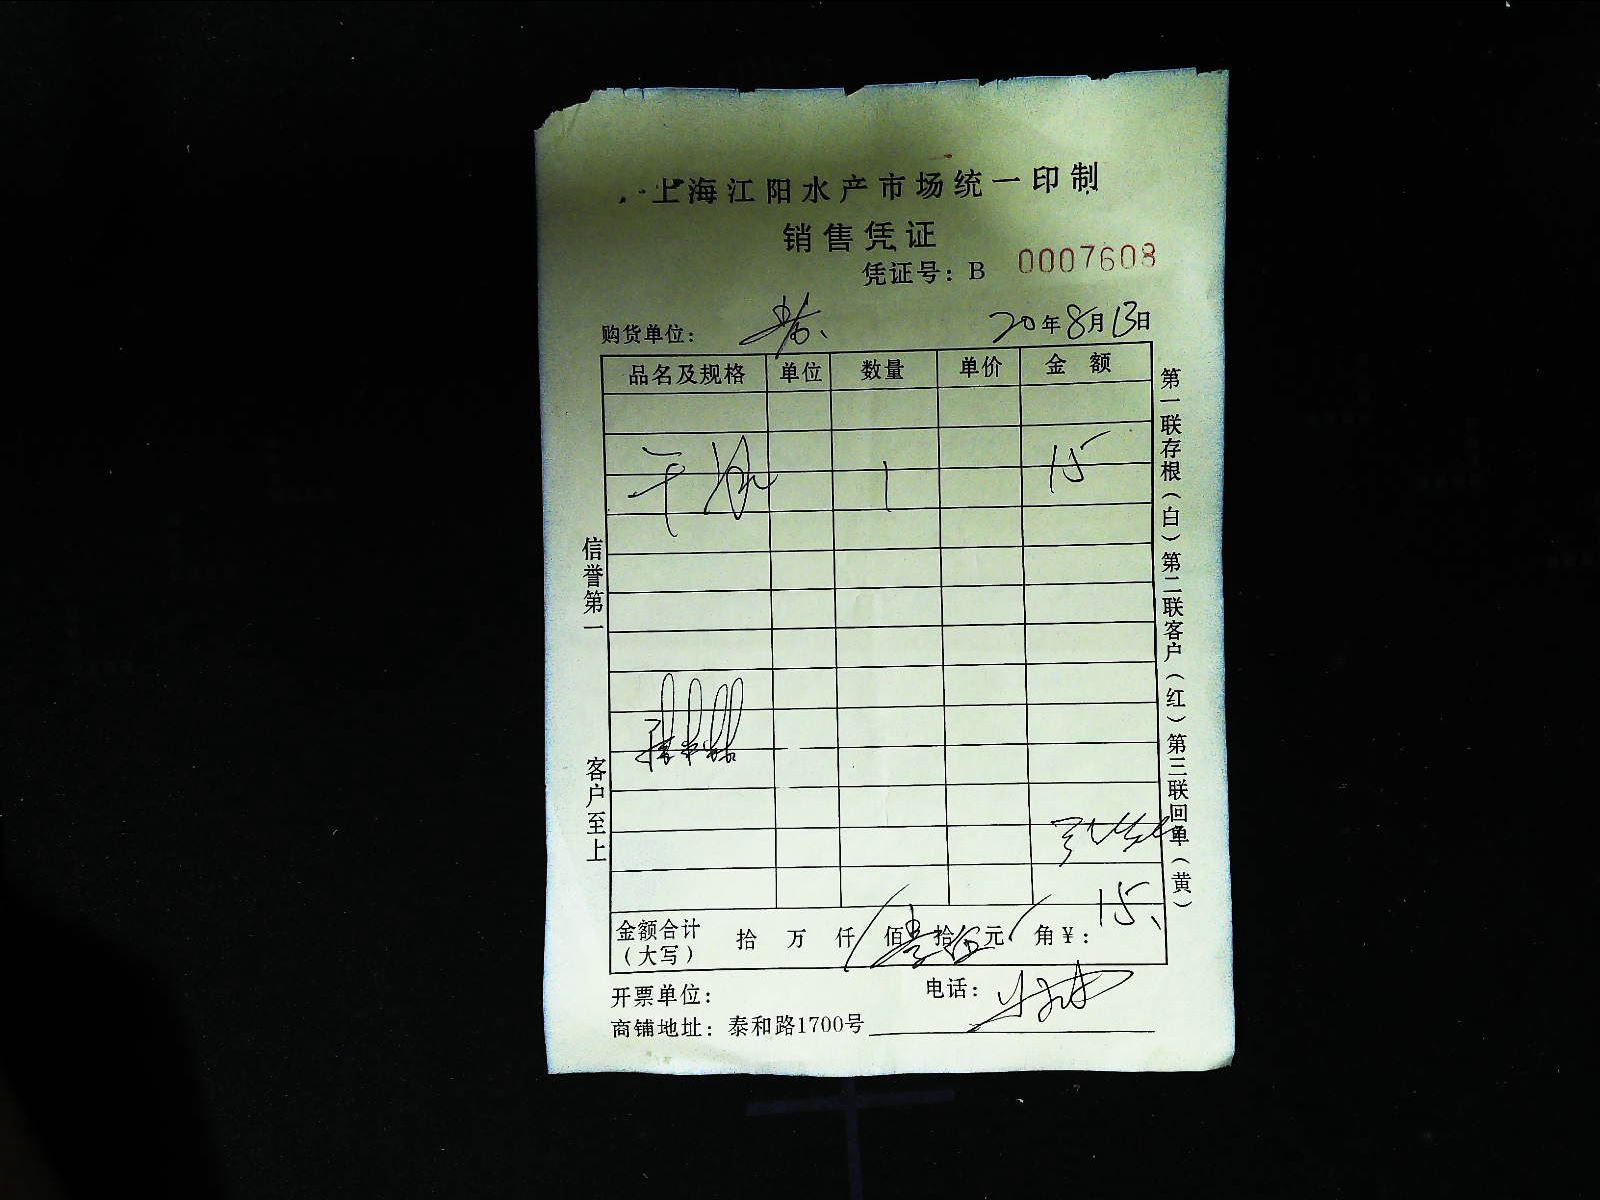 上海江阳水产市场统一印制
销售凭证
凭证号：B 0007608
购货单位：
20年8月13日
品名及规格 单位 数量 单价 金额
1 15
信誉第一
客户至上
第一联存根（白）第二联客户（红）第三联回单（黄）
金额合计（大写） 拾 万 仟 佰 拾 元 角 ¥：15
开票单位： 电话：
商铺地址：泰和路1700号